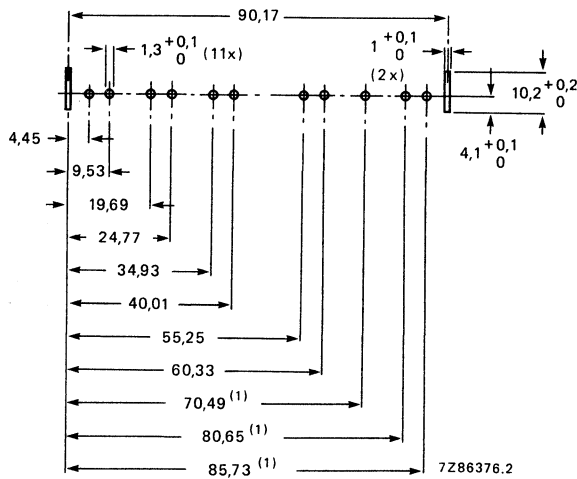 90,17
1,3 +0,1 0 (11x)
1 +0,1 0
(2x)
10,2 +0,2 0
4,1 +0,1 0
4,45
9,53
19,69
24,77
34,93
40,01
55,25
60,33
70,49 (1)
80,65 (1)
85,73 (1)
7Z86376.2